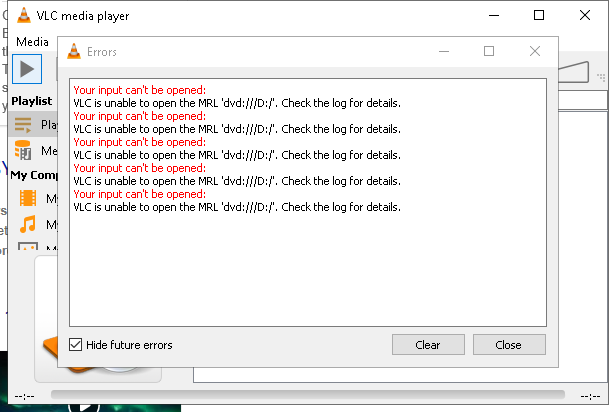 VLC media player
Media
Errors
Your input can't be opened:
VLC is unable to open the MRL 'dvd:///D:/'. Check the log for details.
Your input can't be opened:
VLC is unable to open the MRL 'dvd:///D:/'. Check the log for details.
Your input can't be opened:
VLC is unable to open the MRL 'dvd:///D:/'. Check the log for details.
Your input can't be opened:
VLC is unable to open the MRL 'dvd:///D:/'. Check the log for details.
Your input can't be opened:
VLC is unable to open the MRL 'dvd:///D:/'. Check the log for details.
Playlist
Play
Me
My Comp
My
My
Hide future errors
Clear
Close
--:--
--:--